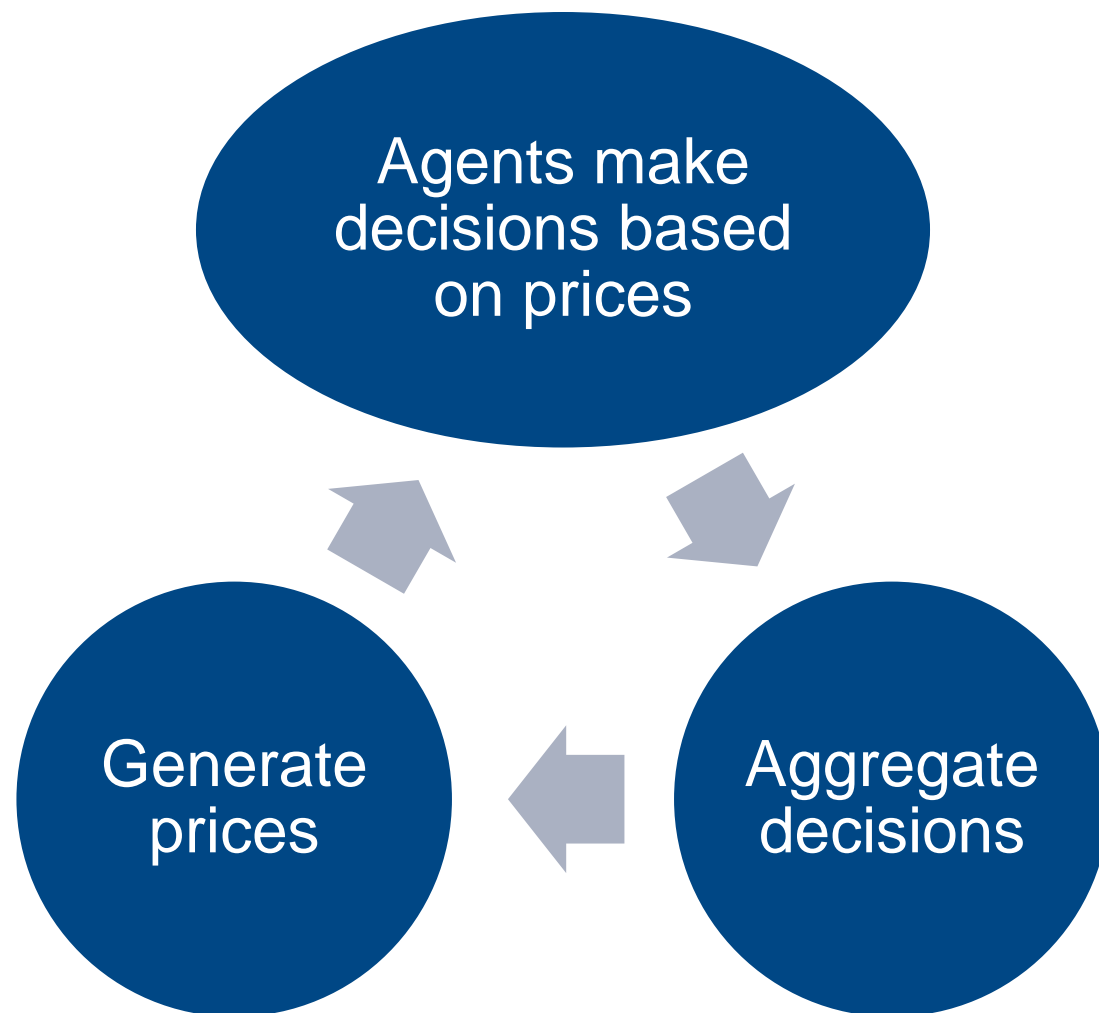 Agents make
decisions based
on prices
Generate
prices
Aggregate
decisions